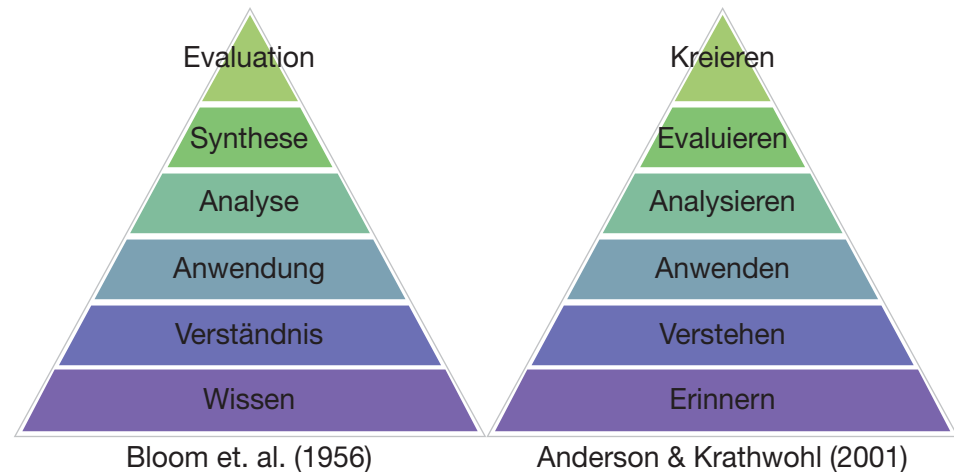 Evaluation
Synthese
Analyse
Anwendung
Verständnis
Wissen
Bloom et. al. (1956)
Kreieren
Evaluieren
Analysieren
Anwenden
Verstehen
Erinnern
Anderson & Krathwohl (2001)